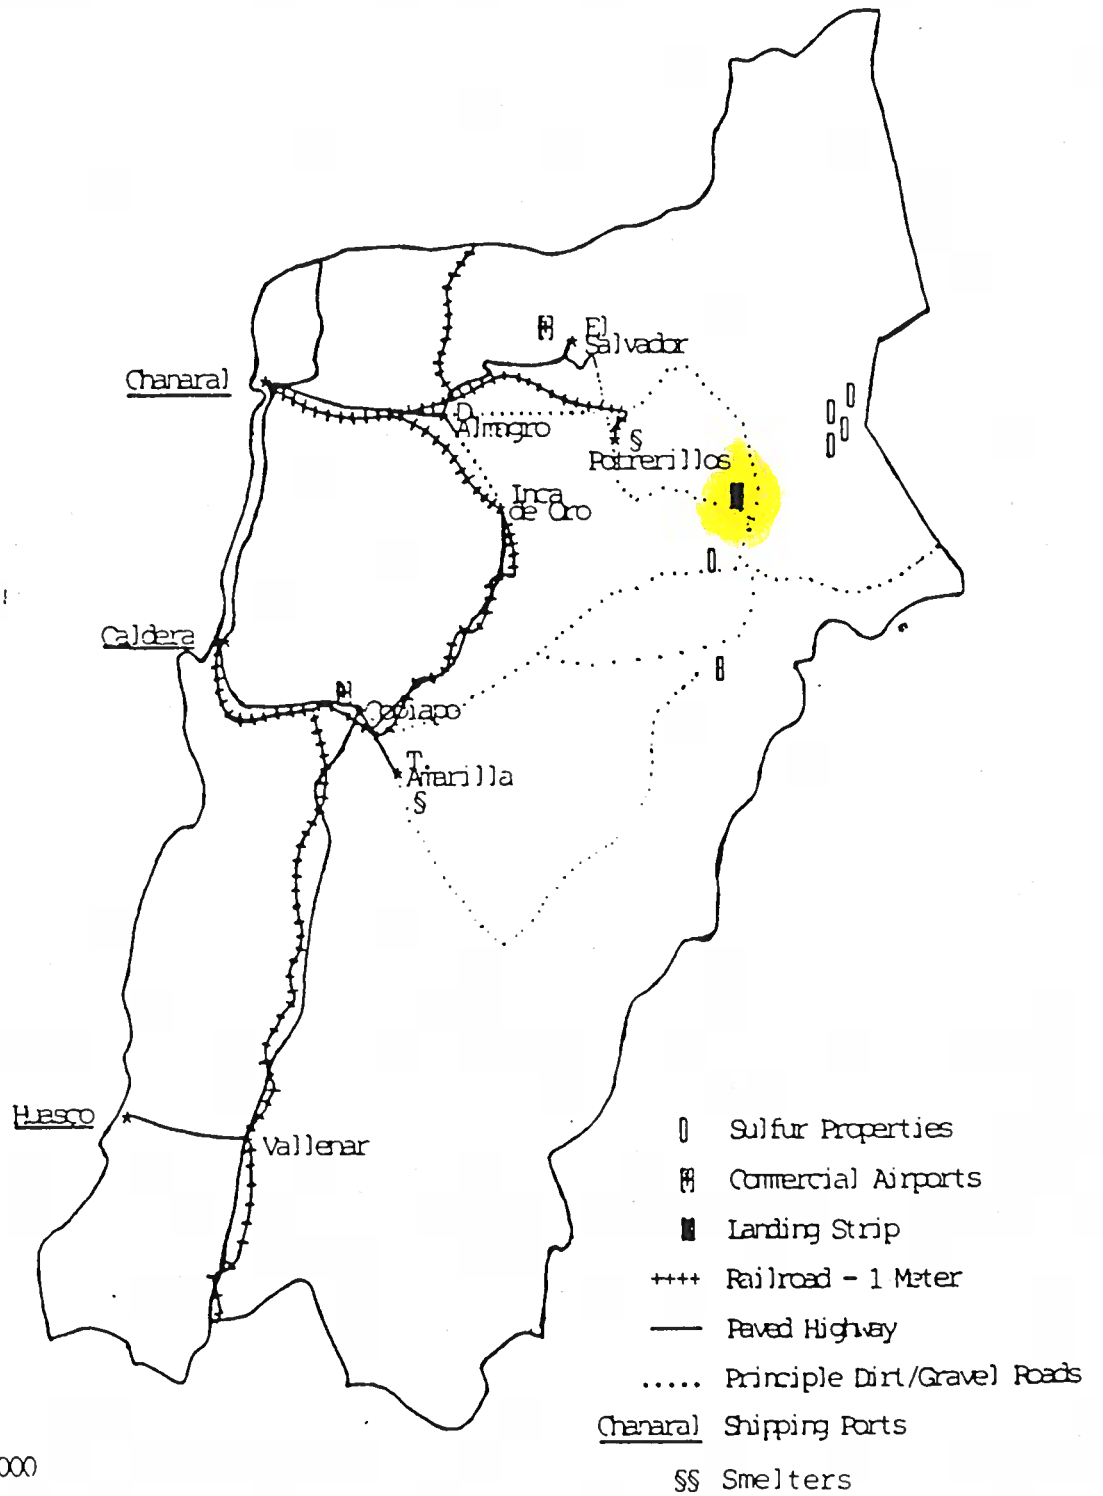 El
Salvador
Chanaral
D.
Almagro
§
Potrerillos
Inca
de Oro
Caldera
Copiapo
T.
Amarilla
§
Huasco
Vallenar
Sulfur Properties
Commercial Airports
Landing Strip
++++ Railroad - 1 Meter
Paved Highway
..... Principle Dirt/Gravel Roads
Chanaral Shipping Ports
§§ Smelters
000